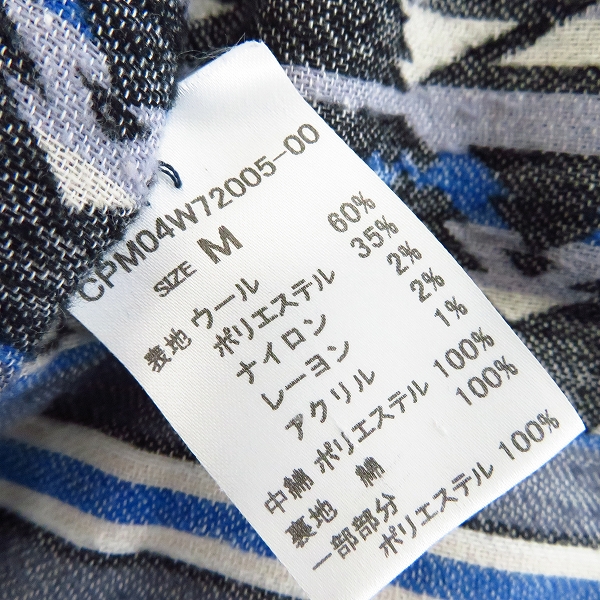 CPM04W72005-00
SIZE M
表地 ウール 60%
ポリエステル 35%
ナイロン 2%
レーヨン 2%
アクリル 1%
中綿 ポリエステル 100%
裏地 綿 100%
一部部分
ポリエステル 100%